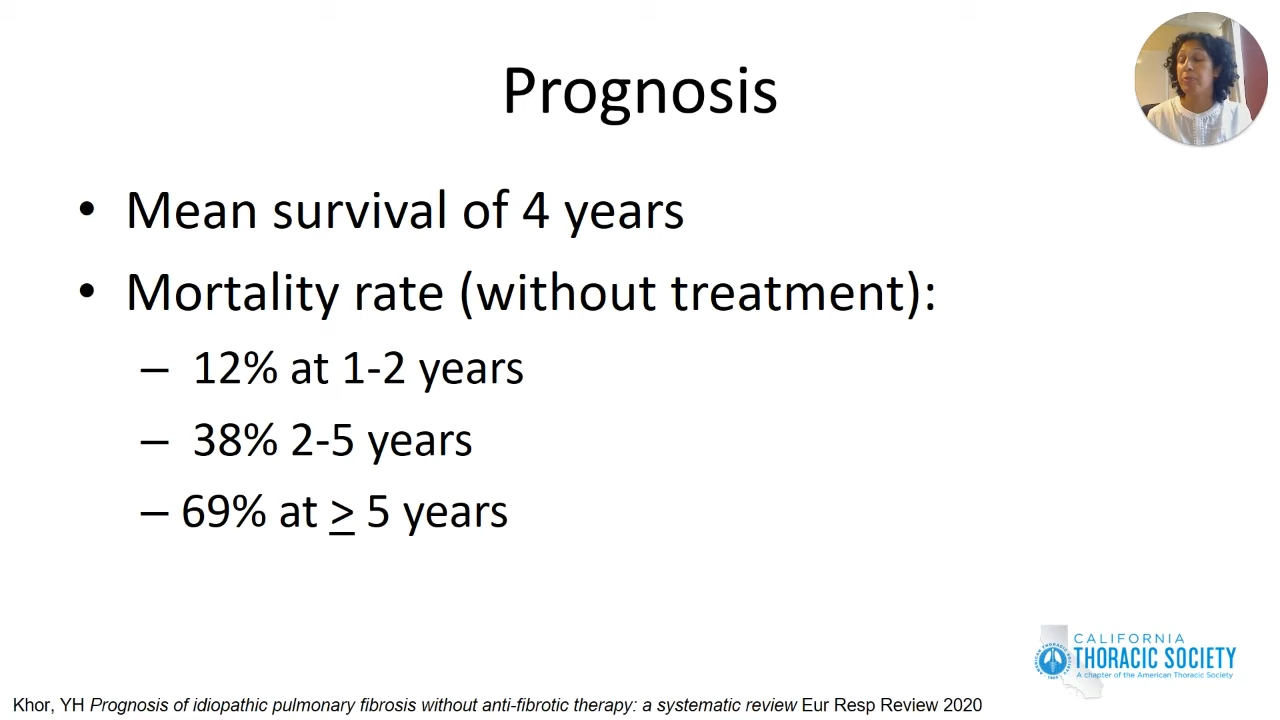 Prognosis
• Mean survival of 4 years
• Mortality rate (without treatment):
– 12% at 1-2 years
– 38% 2-5 years
– 69% at > 5 years
CALIFORNIA
THORACIC SOCIETY
A chapter of the American Thoracic Society
Khor, YH Prognosis of idiopathic pulmonary fibrosis without anti-fibrotic therapy: a systematic review Eur Resp Review 2020